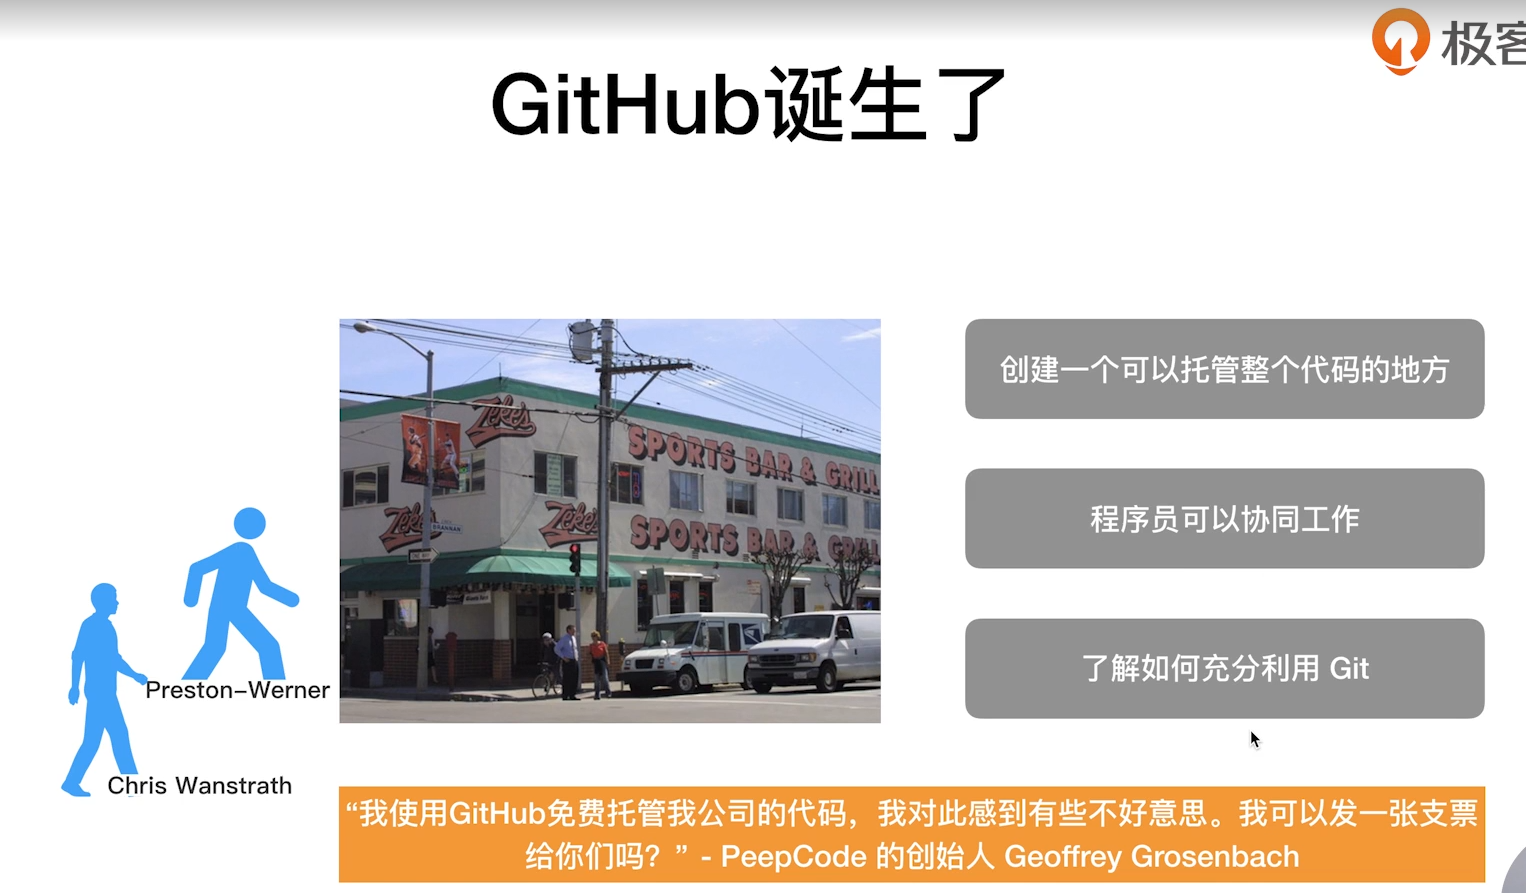 极客
GitHub诞生了
Zeke's
SPORTS BAR & GRILL
Zeke's
Zeke's
SPORTS BAR & GRILL
BRANNAN
ONE WAY
创建一个可以托管整个代码的地方
程序员可以协同工作
了解如何充分利用 Git
Preston-Werner
Chris Wanstrath
“我使用GitHub免费托管我公司的代码，我对此感到有些不好意思。我可以发一张支票
给你们吗？” - PeepCode 的创始人 Geoffrey Grosenbach